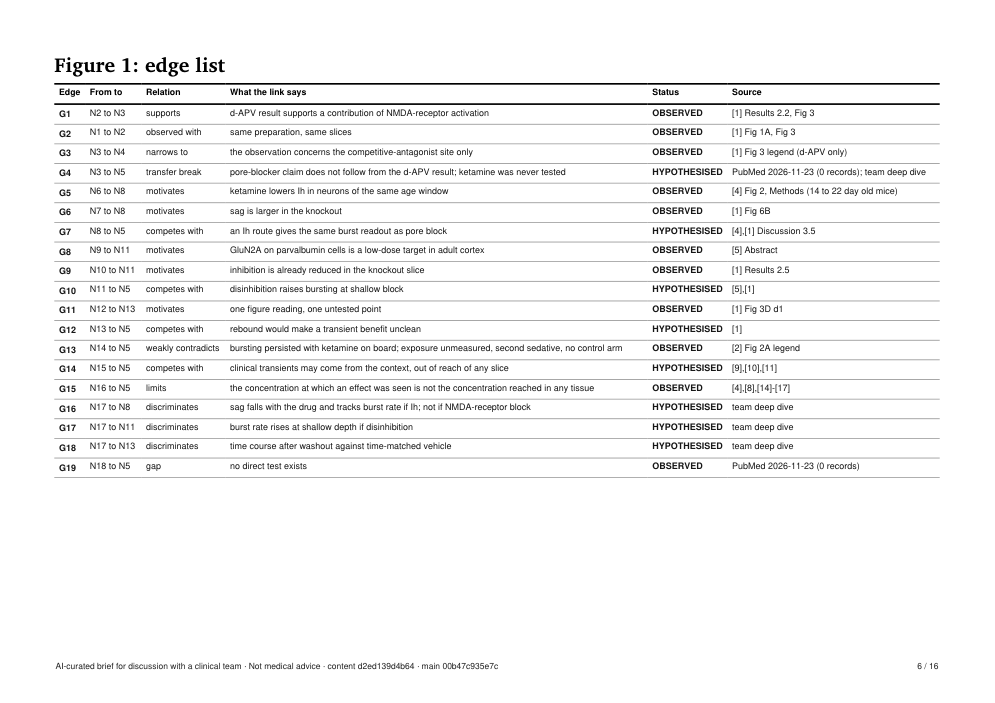 Figure 1: edge list
Edge From to Relation What the link says Status Source
G1 N2 to N3 supports d-APV result supports a contribution of NMDA-receptor activation OBSERVED [1] Results 2.2, Fig 3
G2 N1 to N2 observed with same preparation, same slices OBSERVED [1] Fig 1A, Fig 3
G3 N3 to N4 narrows to the observation concerns the competitive-antagonist site only OBSERVED [1] Fig 3 legend (d-APV only)
G4 N3 to N5 transfer break pore-blocker claim does not follow from the d-APV result; ketamine was never tested HYPOTHESISED PubMed 2026-11-23 (0 records); team deep dive
G5 N6 to N8 motivates ketamine lowers Ih in neurons of the same age window OBSERVED [4] Fig 2, Methods (14 to 22 day old mice)
G6 N7 to N8 motivates sag is larger in the knockout OBSERVED [1] Fig 6B
G7 N8 to N5 competes with an Ih route gives the same burst readout as pore block HYPOTHESISED [4],[1] Discussion 3.5
G8 N9 to N11 motivates GluN2A on parvalbumin cells is a low-dose target in adult cortex OBSERVED [5] Abstract
G9 N10 to N11 motivates inhibition is already reduced in the knockout slice OBSERVED [1] Results 2.5
G10 N11 to N5 competes with disinhibition raises bursting at shallow block HYPOTHESISED [5],[1]
G11 N12 to N13 motivates one figure reading, one untested point OBSERVED [1] Fig 3D d1
G12 N13 to N5 competes with rebound would make a transient benefit unclean HYPOTHESISED [1]
G13 N14 to N5 weakly contradicts bursting persisted with ketamine on board; exposure unmeasured, second sedative, no control arm OBSERVED [2] Fig 2A legend
G14 N15 to N5 competes with clinical transients may come from the context, out of reach of any slice HYPOTHESISED [9],[10],[11]
G15 N16 to N5 limits the concentration at which an effect was seen is not the concentration reached in any tissue OBSERVED [4],[8],[14]-[17]
G16 N17 to N8 discriminates sag falls with the drug and tracks burst rate if Ih; not if NMDA-receptor block HYPOTHESISED team deep dive
G17 N17 to N11 discriminates burst rate rises at shallow depth if disinhibition HYPOTHESISED team deep dive
G18 N17 to N13 discriminates time course after washout against time-matched vehicle HYPOTHESISED team deep dive
G19 N18 to N5 gap no direct test exists OBSERVED PubMed 2026-11-23 (0 records)
AI-curated brief for discussion with a clinical team · Not medical advice · content d2ed139d4b64 · main 00b47c935e7c 6 / 16